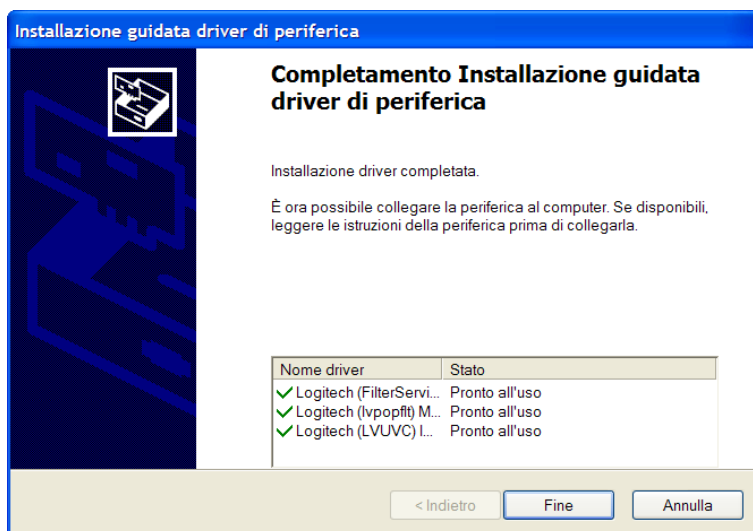 Installazione guidata driver di periferica
Completamento Installazione guidata
driver di periferica
Installazione driver completata.
È ora possibile collegare la periferica al computer. Se disponibili,
leggere le istruzioni della periferica prima di collegarla.
Nome driver Stato
Logitech (FilterServi... Pronto all'uso
Logitech (lvpopflt) M... Pronto all'uso
Logitech (LVUVC) I... Pronto all'uso
< Indietro Fine Annulla